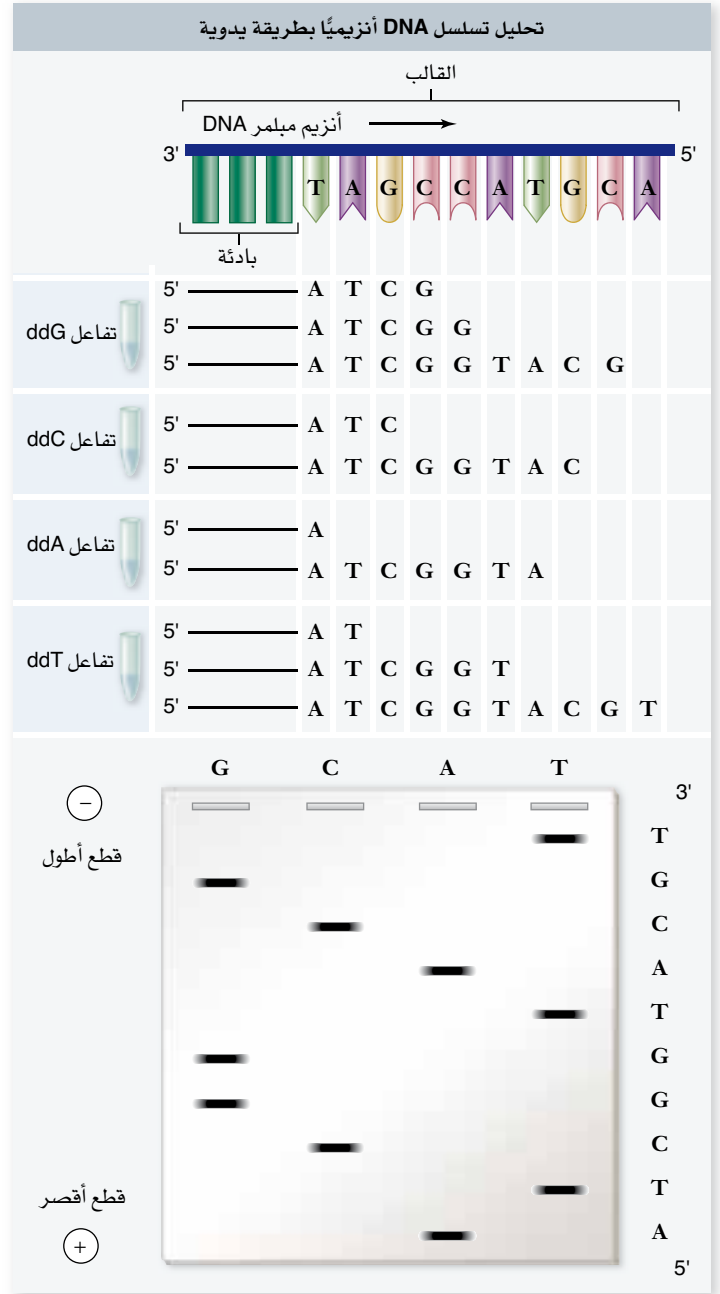 تحليل تسلسل DNA أنزيميًّا بطريقة يدوية
القالب
أنزيم مبلمر DNA
3' 5'
T A G C C A T G C A
بادئة
تفاعل ddG
5' A T C G
5' A T C G G
5' A T C G G T A C G
تفاعل ddC
5' A T C
5' A T C G G T A C
تفاعل ddA
5' A
5' A T C G G T A
تفاعل ddT
5' A T
5' A T C G G T
5' A T C G G T A C G T
G C A T
3'
−
قطع أطول
T
G
C
A
T
G
G
C
T
قطع أقصر
A
+
5'